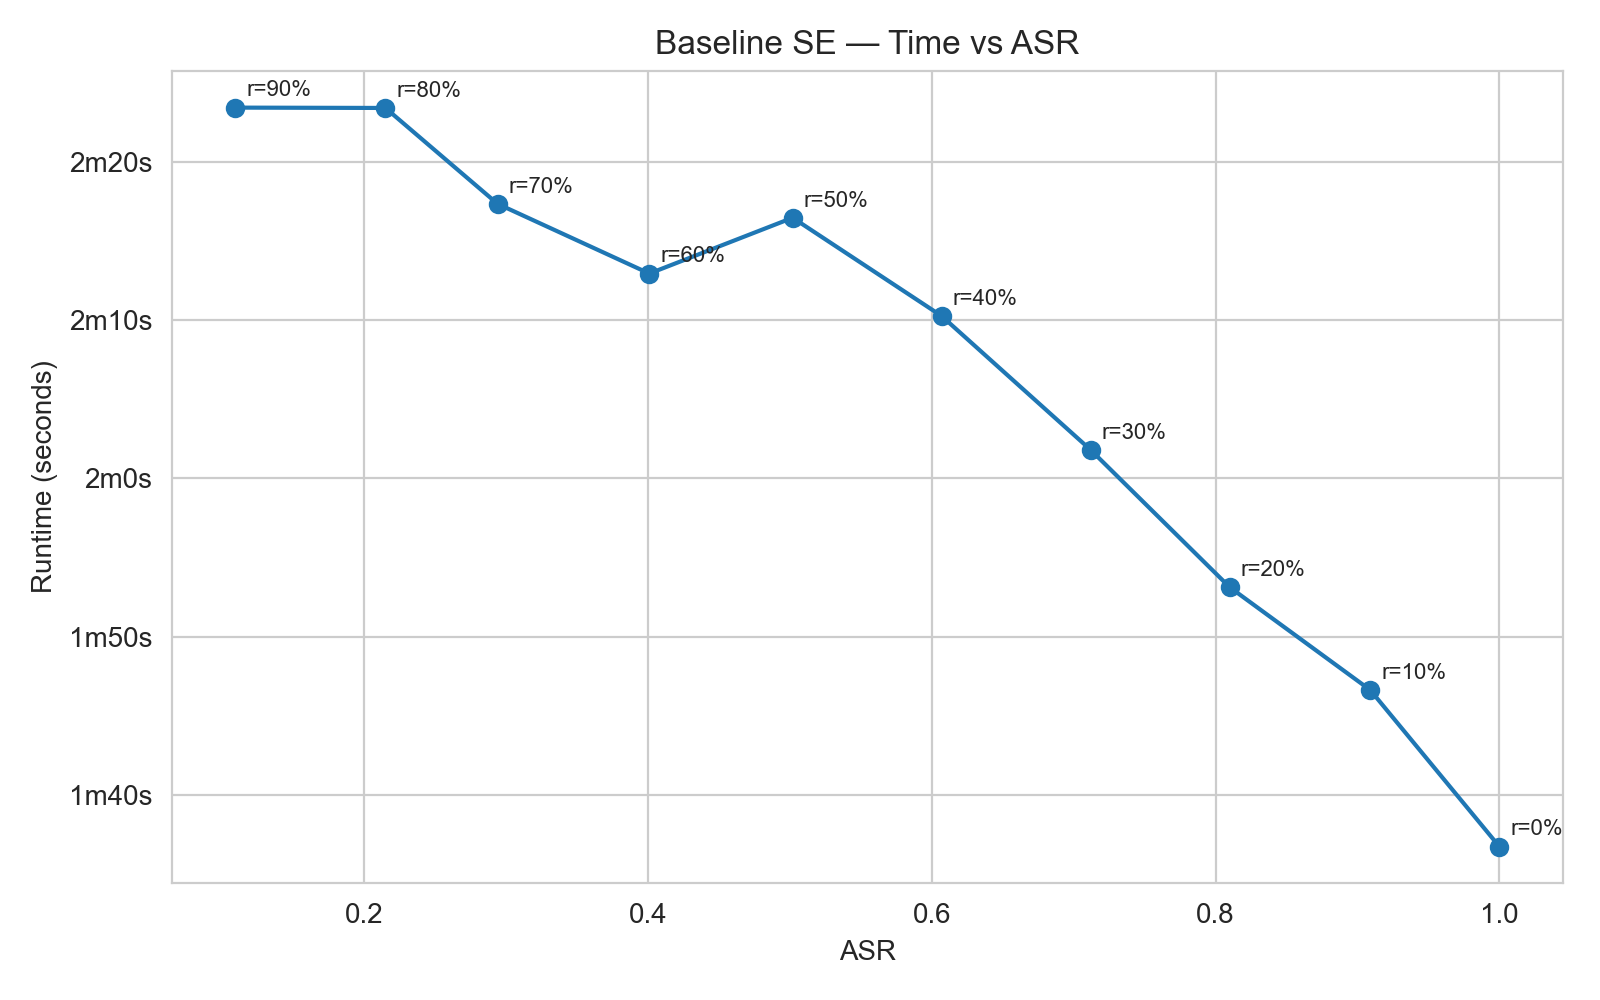 Baseline SE — Time vs ASR
r=90%
r=80%
2m20s
r=70%
r=50%
r=60%
2m10s
r=40%
r=30%
2m0s
r=20%
1m50s
r=10%
1m40s
r=0%
Runtime (seconds)
0.2 0.4 0.6 0.8 1.0
ASR